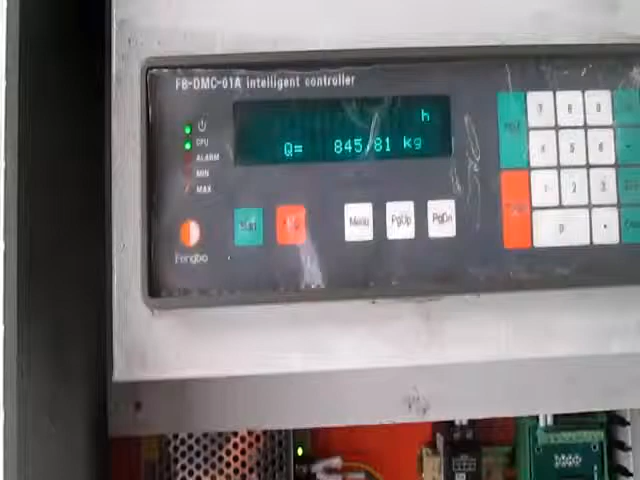 FB-DMC-01A intelligent controller
h
Q= 845.81 kg
CPU
ALARM
MIN
MAX
Menu
PgUp
PgDn
Fengbo
7 8 9
4 5 6
1 2 3
0 .